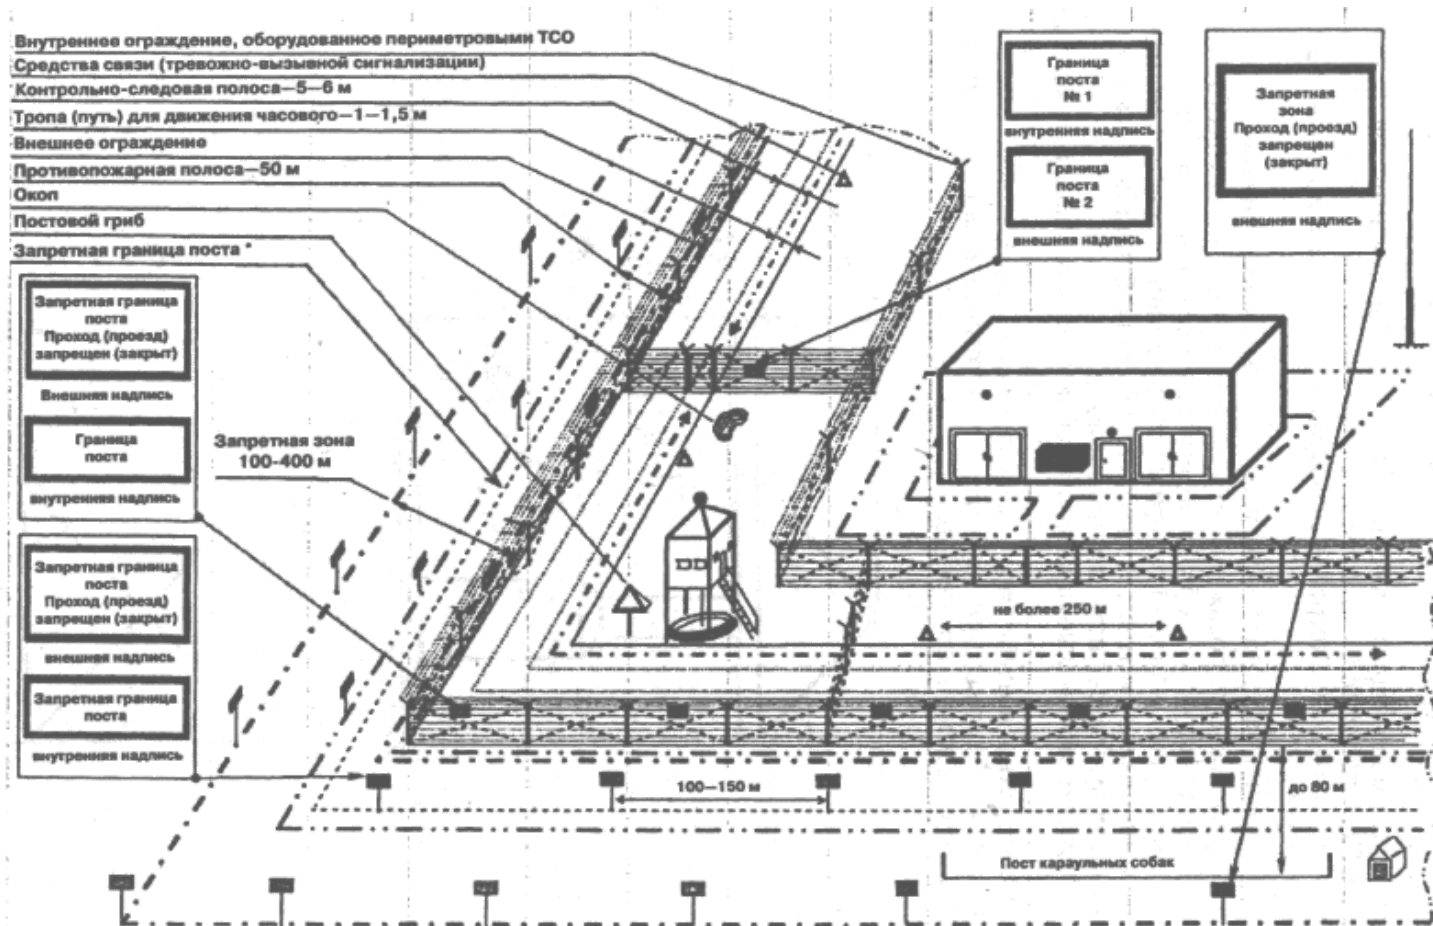 Внутреннее ограждение, оборудованное периметровыми ТСО
Средства связи (тревожно-вызывной сигнализации)
Контрольно-следовая полоса—5—6 м
Тропа (путь) для движения часового—1—1,5 м
Внешнее ограждение
Противопожарная полоса—50 м
Окоп
Постовой гриб
Запретная граница поста *
Запретная граница
поста
Проход (проезд)
запрещен (закрыт)
Внешняя надпись
Граница
поста
внутренняя надпись
Запретная граница
поста
Проход (проезд)
запрещен (закрыт)
внешняя надпись
Запретная граница
поста
внутренняя надпись
Запретная зона
100-400 м
Граница
поста
№ 1
внутренняя надпись
Граница
поста
№ 2
внешняя надпись
Запретная
зона
Проход (проезд)
запрещен
(закрыт)
внешняя надпись
не более 250 м
100—150 м
до 80 м
Пост караульных собак